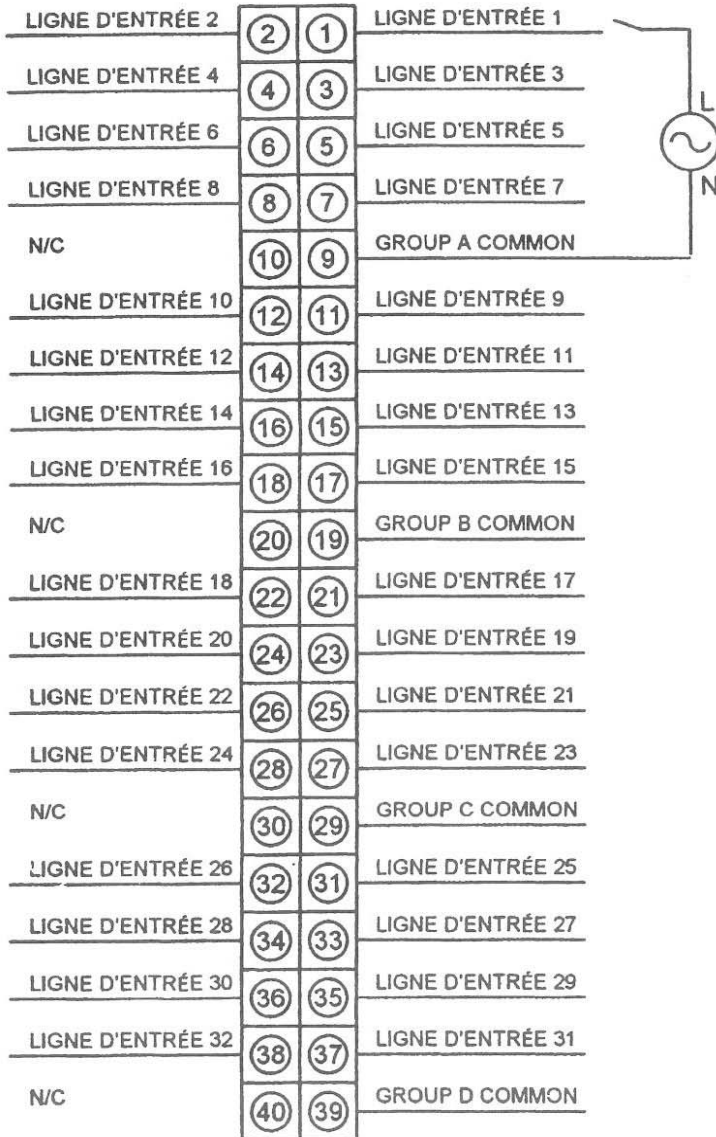 LIGNE D'ENTRÉE 2 2 1 LIGNE D'ENTRÉE 1
LIGNE D'ENTRÉE 4 4 3 LIGNE D'ENTRÉE 3
L
LIGNE D'ENTRÉE 6 6 5 LIGNE D'ENTRÉE 5
N
LIGNE D'ENTRÉE 8 8 7 LIGNE D'ENTRÉE 7
N/C 10 9 GROUP A COMMON
LIGNE D'ENTRÉE 10 12 11 LIGNE D'ENTRÉE 9
LIGNE D'ENTRÉE 12 14 13 LIGNE D'ENTRÉE 11
LIGNE D'ENTRÉE 14 16 15 LIGNE D'ENTRÉE 13
LIGNE D'ENTRÉE 16 18 17 LIGNE D'ENTRÉE 15
N/C 20 19 GROUP B COMMON
LIGNE D'ENTRÉE 18 22 21 LIGNE D'ENTRÉE 17
LIGNE D'ENTRÉE 20 24 23 LIGNE D'ENTRÉE 19
LIGNE D'ENTRÉE 22 26 25 LIGNE D'ENTRÉE 21
LIGNE D'ENTRÉE 24 28 27 LIGNE D'ENTRÉE 23
N/C 30 29 GROUP C COMMON
LIGNE D'ENTRÉE 26 32 31 LIGNE D'ENTRÉE 25
LIGNE D'ENTRÉE 28 34 33 LIGNE D'ENTRÉE 27
LIGNE D'ENTRÉE 30 36 35 LIGNE D'ENTRÉE 29
LIGNE D'ENTRÉE 32 38 37 LIGNE D'ENTRÉE 31
N/C 40 39 GROUP D COMMON